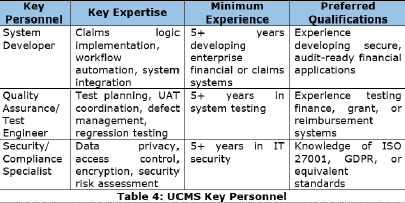 Key Personnel | Key Expertise | Minimum Experience | Preferred Qualifications
System Developer | Claims logic implementation, workflow automation, system integration | 5+ years developing enterprise financial or claims systems | Experience developing secure, audit-ready financial applications
Quality Assurance/ Test Engineer | Test planning, UAT coordination, defect management, regression testing | 5+ years in system testing | Experience testing finance, grant, or reimbursement systems
Security/ Compliance Specialist | Data privacy, access control, encryption, security risk assessment | 5+ years in IT security | Knowledge of ISO 27001, GDPR, or equivalent standards
Table 4: UCMS Key Personnel